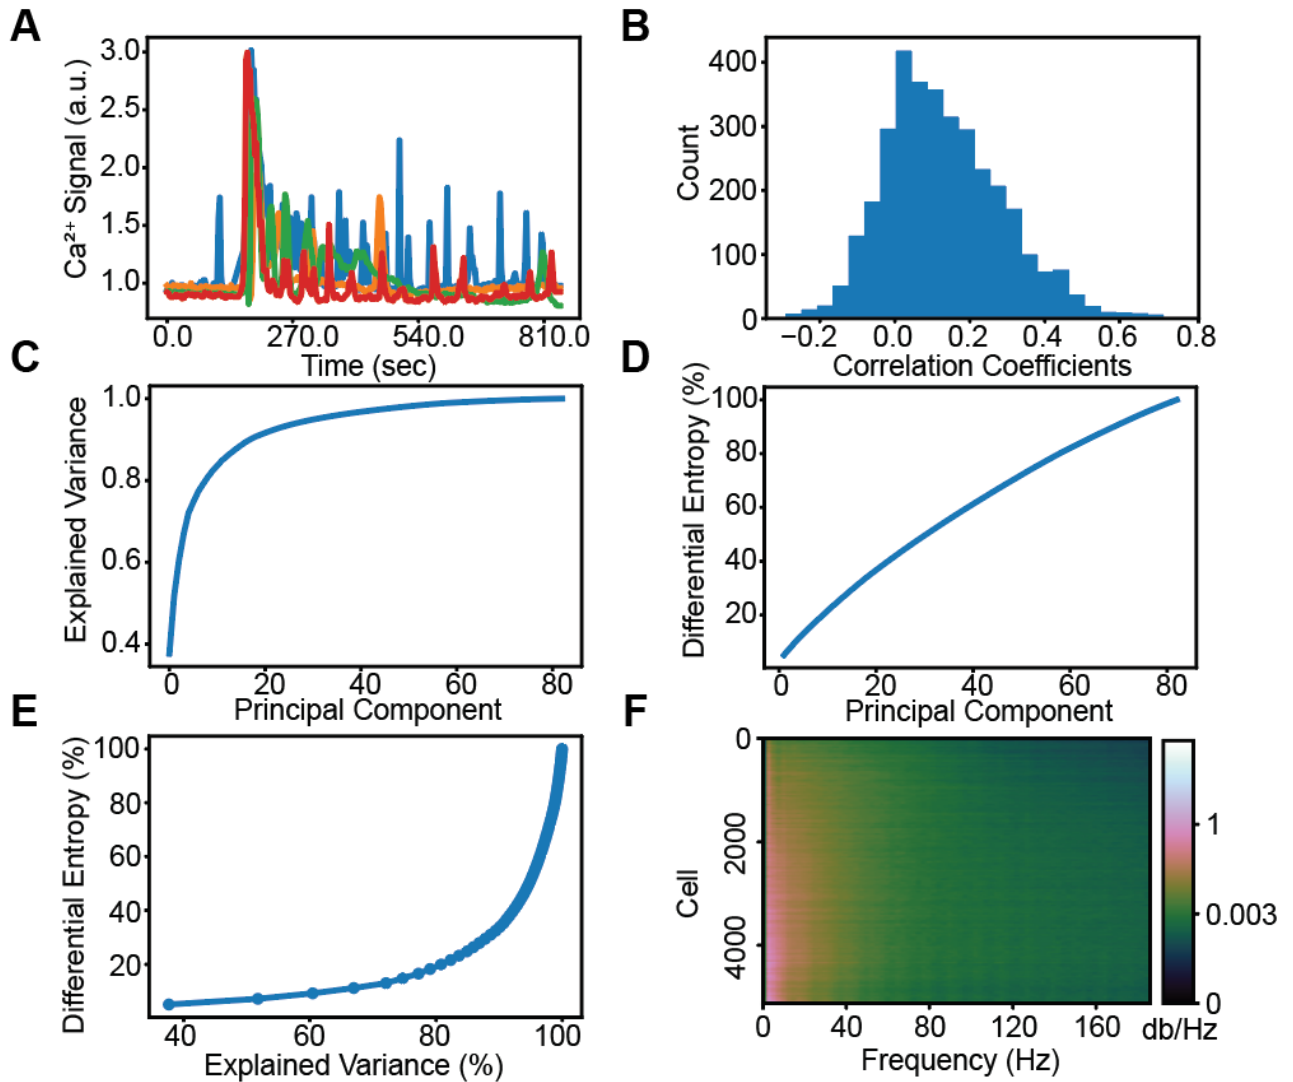 A
Ca²⁺ Signal (a.u.)
3.0
2.5
2.0
1.5
1.0
0.0 270.0 540.0 810.0
Time (sec)
B
Count
400
300
200
100
0
−0.2 0.0 0.2 0.4 0.6 0.8
Correlation Coefficients
C
Explained Variance
1.0
0.8
0.6
0.4
0 20 40 60 80
Principal Component
D
Differential Entropy (%)
100
80
60
40
20
0 20 40 60 80
Principal Component
E
Differential Entropy (%)
100
80
60
40
20
40 60 80 100
Explained Variance (%)
F
Cell
0
2000
4000
0 40 80 120 160
Frequency (Hz)
1
0.003
0
db/Hz